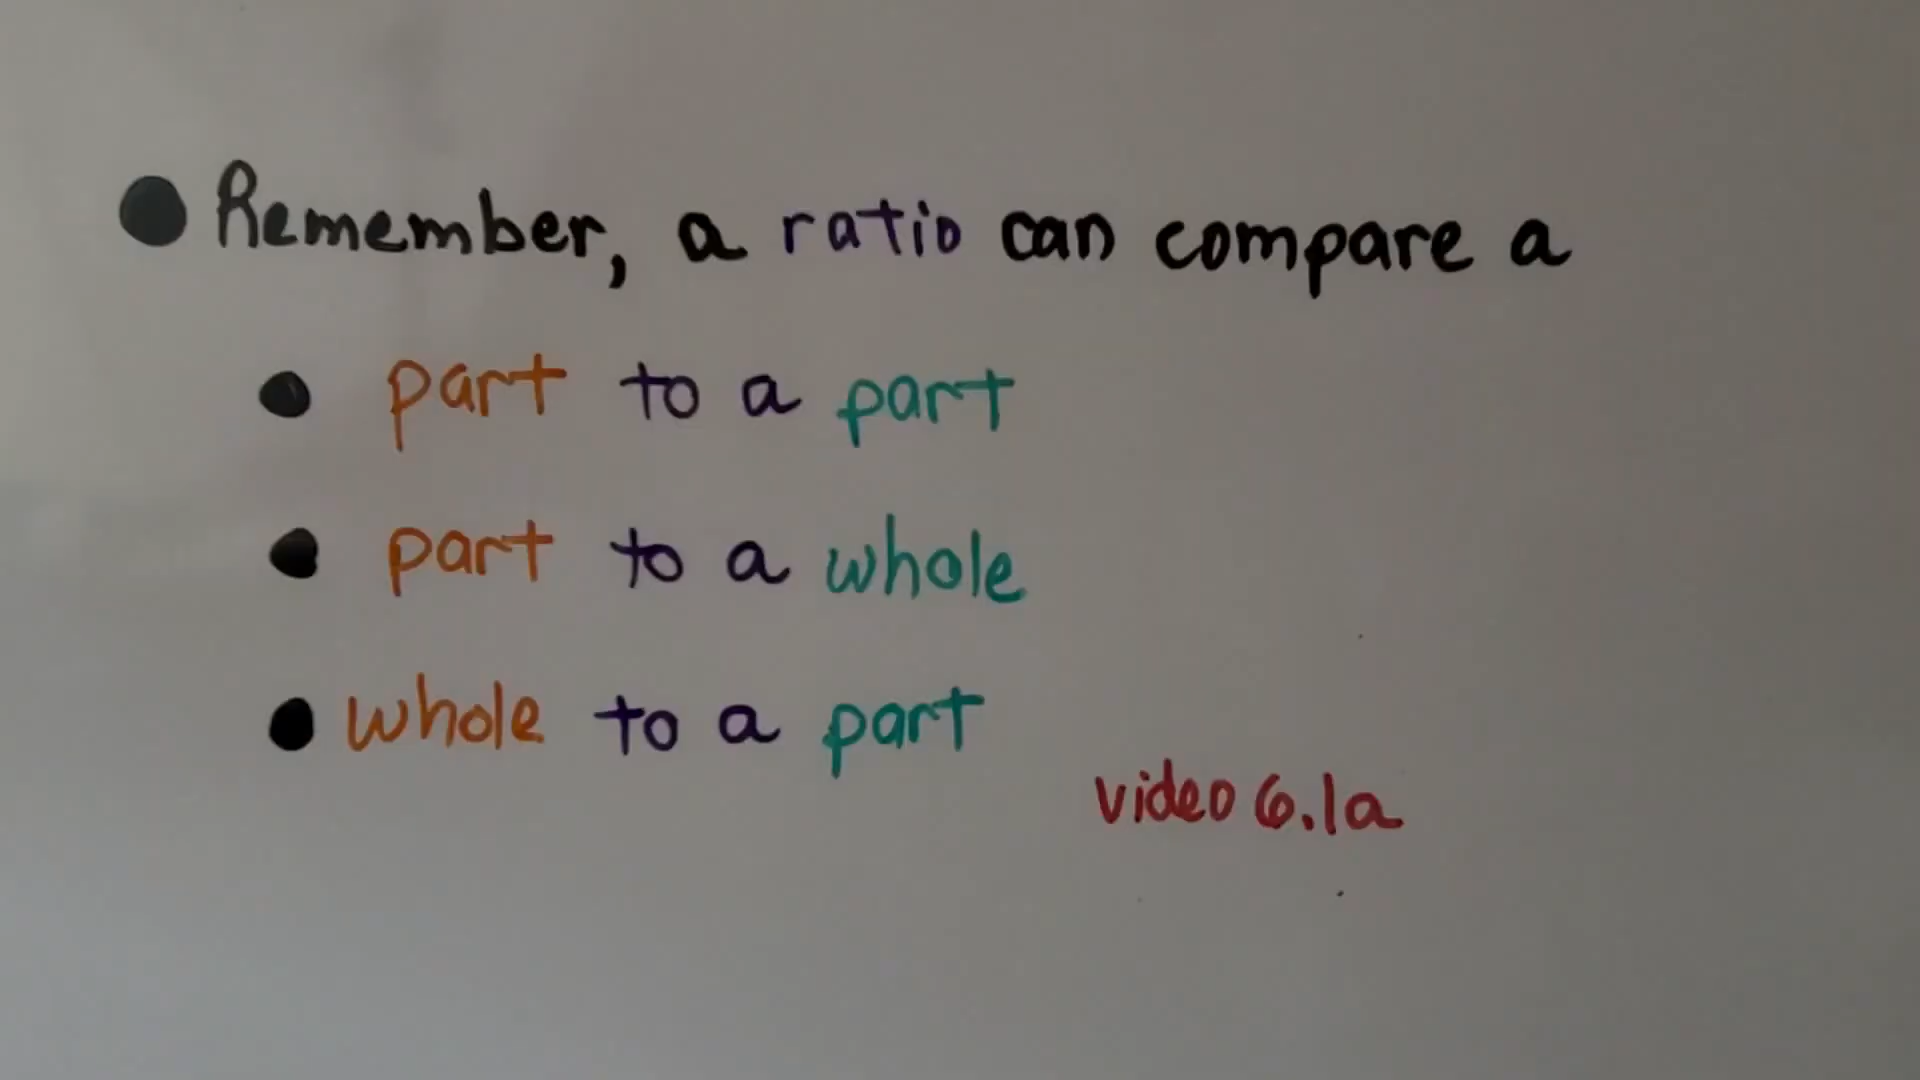 Remember, a ratio can compare a
part to a part
part to a whole
whole to a part
video 6.1a